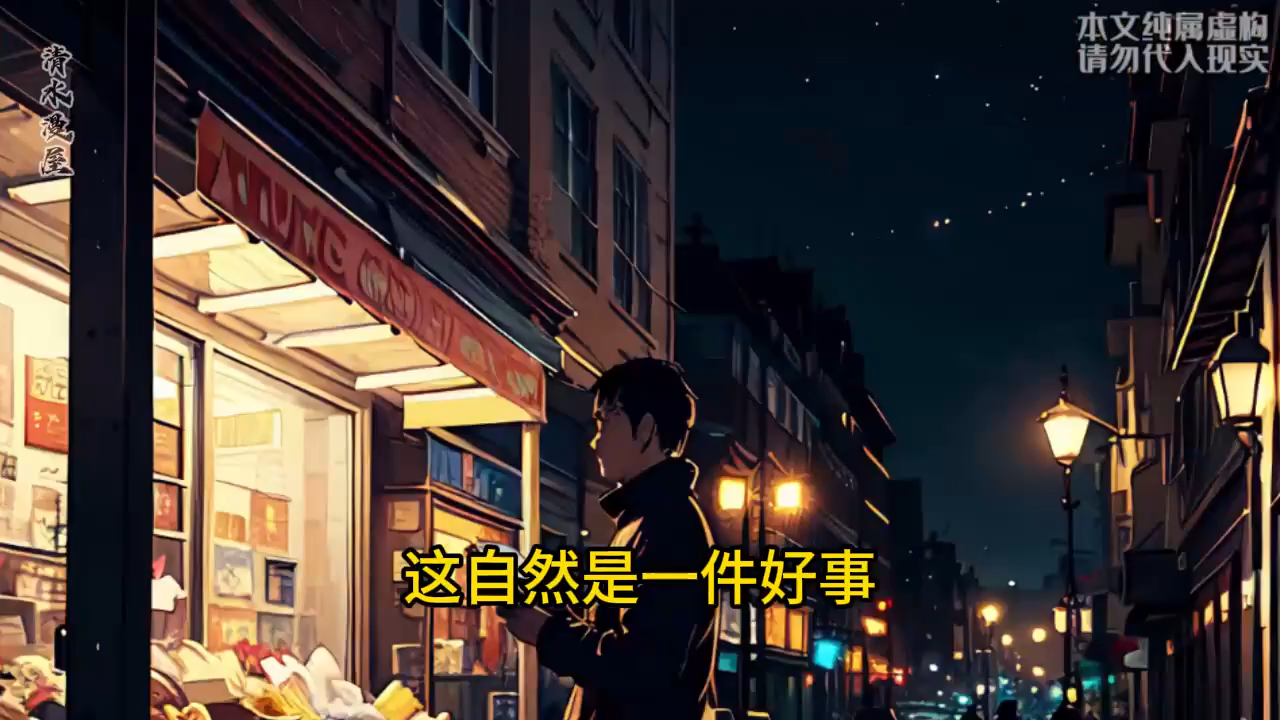 清水漫屋
本文纯属虚构
请勿代入现实
这自然是一件好事